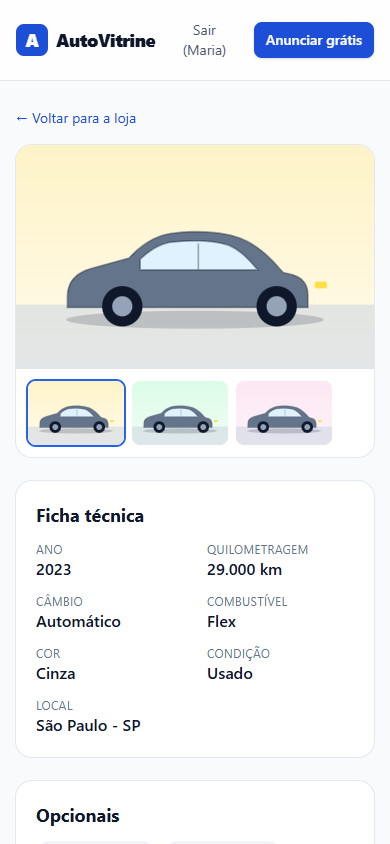 A AutoVitrine
Sair
(Maria)
Anunciar grátis
← Voltar para a loja
Ficha técnica
ANO
2023
QUILOMETRAGEM
29.000 km
CÂMBIO
Automático
COMBUSTÍVEL
Flex
COR
Cinza
CONDIÇÃO
Usado
LOCAL
São Paulo - SP
Opcionais